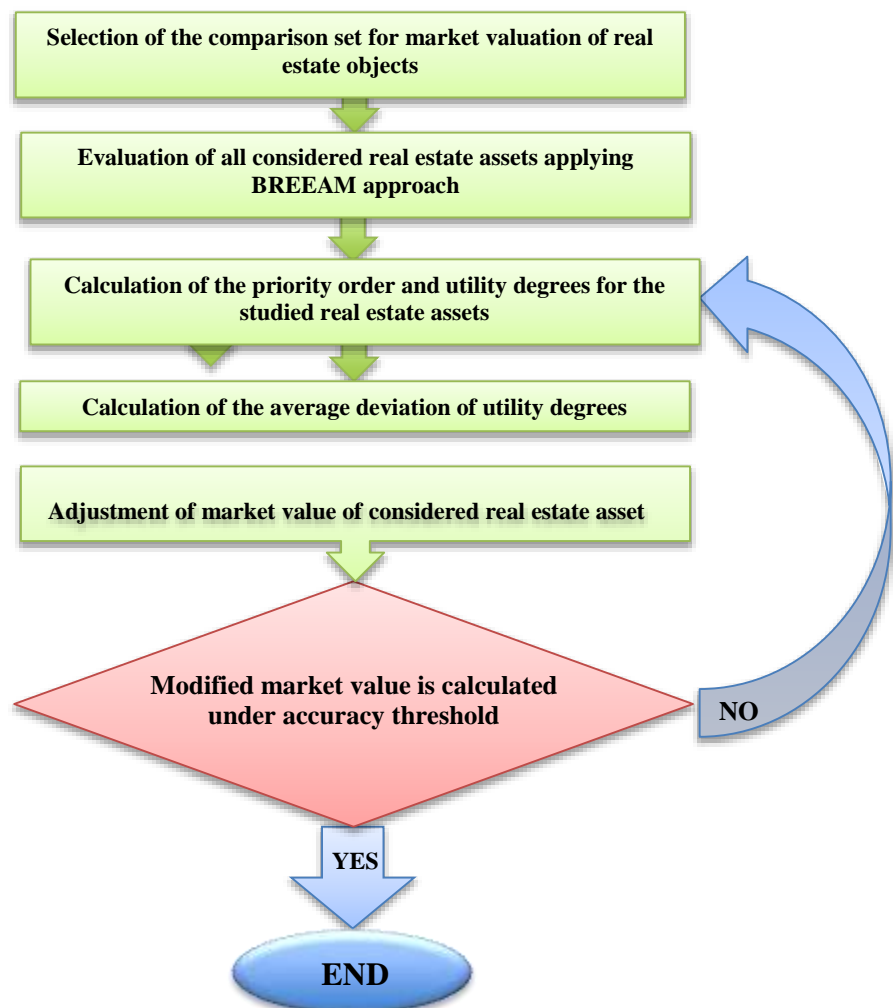 Selection of the comparison set for market valuation of real
estate objects
Evaluation of all considered real estate assets applying
BREEAM approach
Calculation of the priority order and utility degrees for the
studied real estate assets
Calculation of the average deviation of utility degrees
Adjustment of market value of considered real estate asset
Modified market value is calculated
under accuracy threshold
NO
YES
END